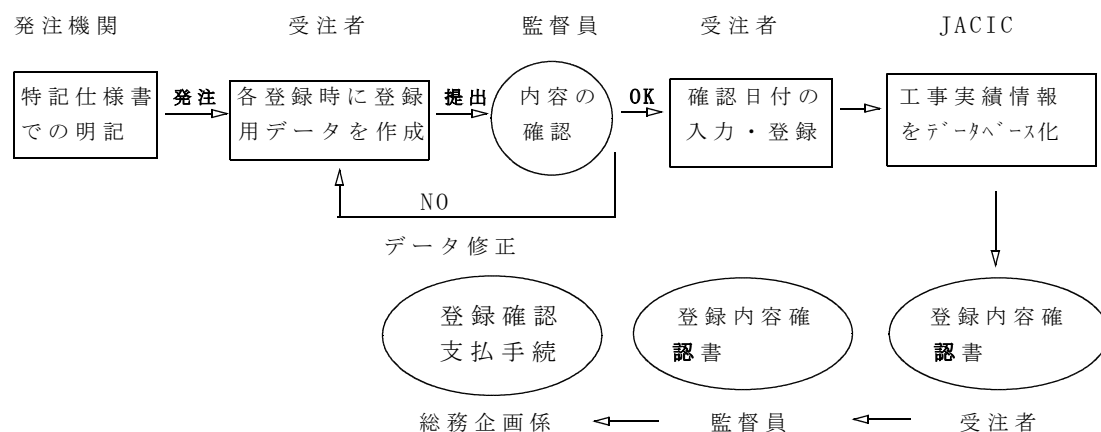 発注機関 受注者 監督員 受注者 JACIC
特記仕様書
での明記
発注
各登録時に登録
用データを作成
提出
内容の
確認
OK
確認日付の
入力・登録
工事実績情報
をﾃﾞｰﾀﾍﾞｰｽ化
NO
データ修正
登録確認
支払手続
登録内容確
認書
登録内容確
認書
総務企画係 監督員 受注者